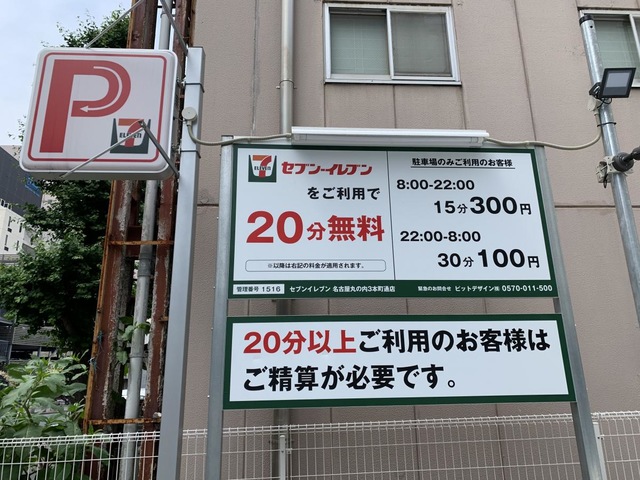 P
7
ELEVEN
7
ELEVEN
セブン-イレブン
をご利用で
20分無料
※以降は右記の料金が適用されます。
駐車場のみご利用のお客様
8:00-22:00
15分300円
22:00-8:00
30分100円
管理番号 1516 セブンイレブン 名古屋丸の内3本町通店 緊急のお問合せ ピットデザイン㈱ 0570-011-500
20分以上ご利用のお客様は
ご精算が必要です。